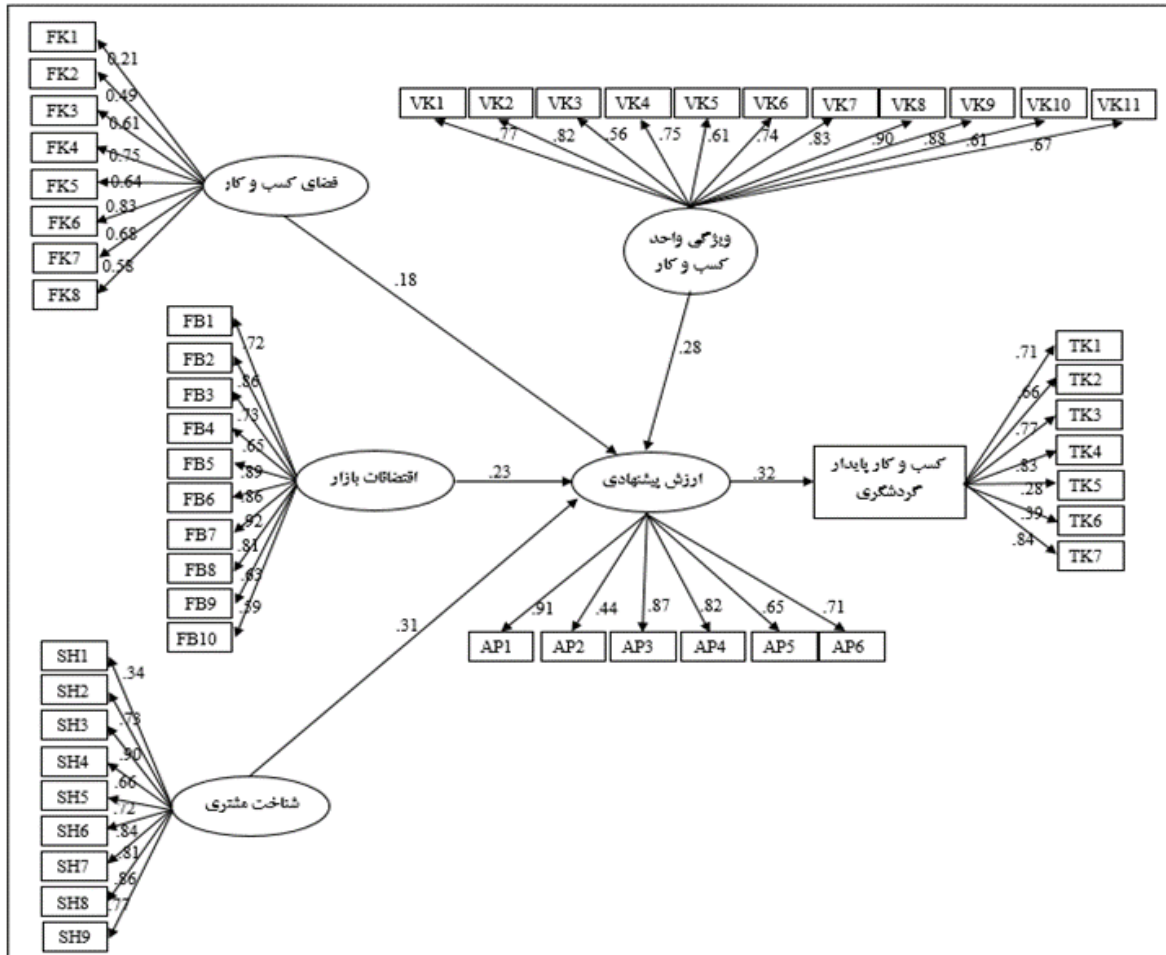 FK1
FK2
FK3
FK4
FK5
FK6
FK7
FK8
0.21
0.49
0.61
0.75
0.64
0.83
0.68
0.58
فضای کسب و کار
.18
VK1 VK2 VK3 VK4 VK5 VK6 VK7 VK8 VK9 VK10 VK11
.77 .82 .56 .75 .61 .74 .83 .90 .88 .61 .67
ویژگی واحد
کسب و کار
.28
FB1
FB2
FB3
FB4
FB5
FB6
FB7
FB8
FB9
FB10
.72
.86
.73
.65
.89
.86
.92
.81
.63
.59
اقتضائات بازار
.23
ارزش پیشنهادی
.32
کسب و کار پایدار
گردشگری
TK1
TK2
TK3
TK4
TK5
TK6
TK7
.71
.66
.77
.83
.28
.39
.84
.91 .44 .87 .82 .65 .71
AP1 AP2 AP3 AP4 AP5 AP6
.31
SH1
SH2
SH3
SH4
SH5
SH6
SH7
SH8
SH9
.34
.73
.90
.66
.72
.84
.81
.86
.77
شناخت مشتری